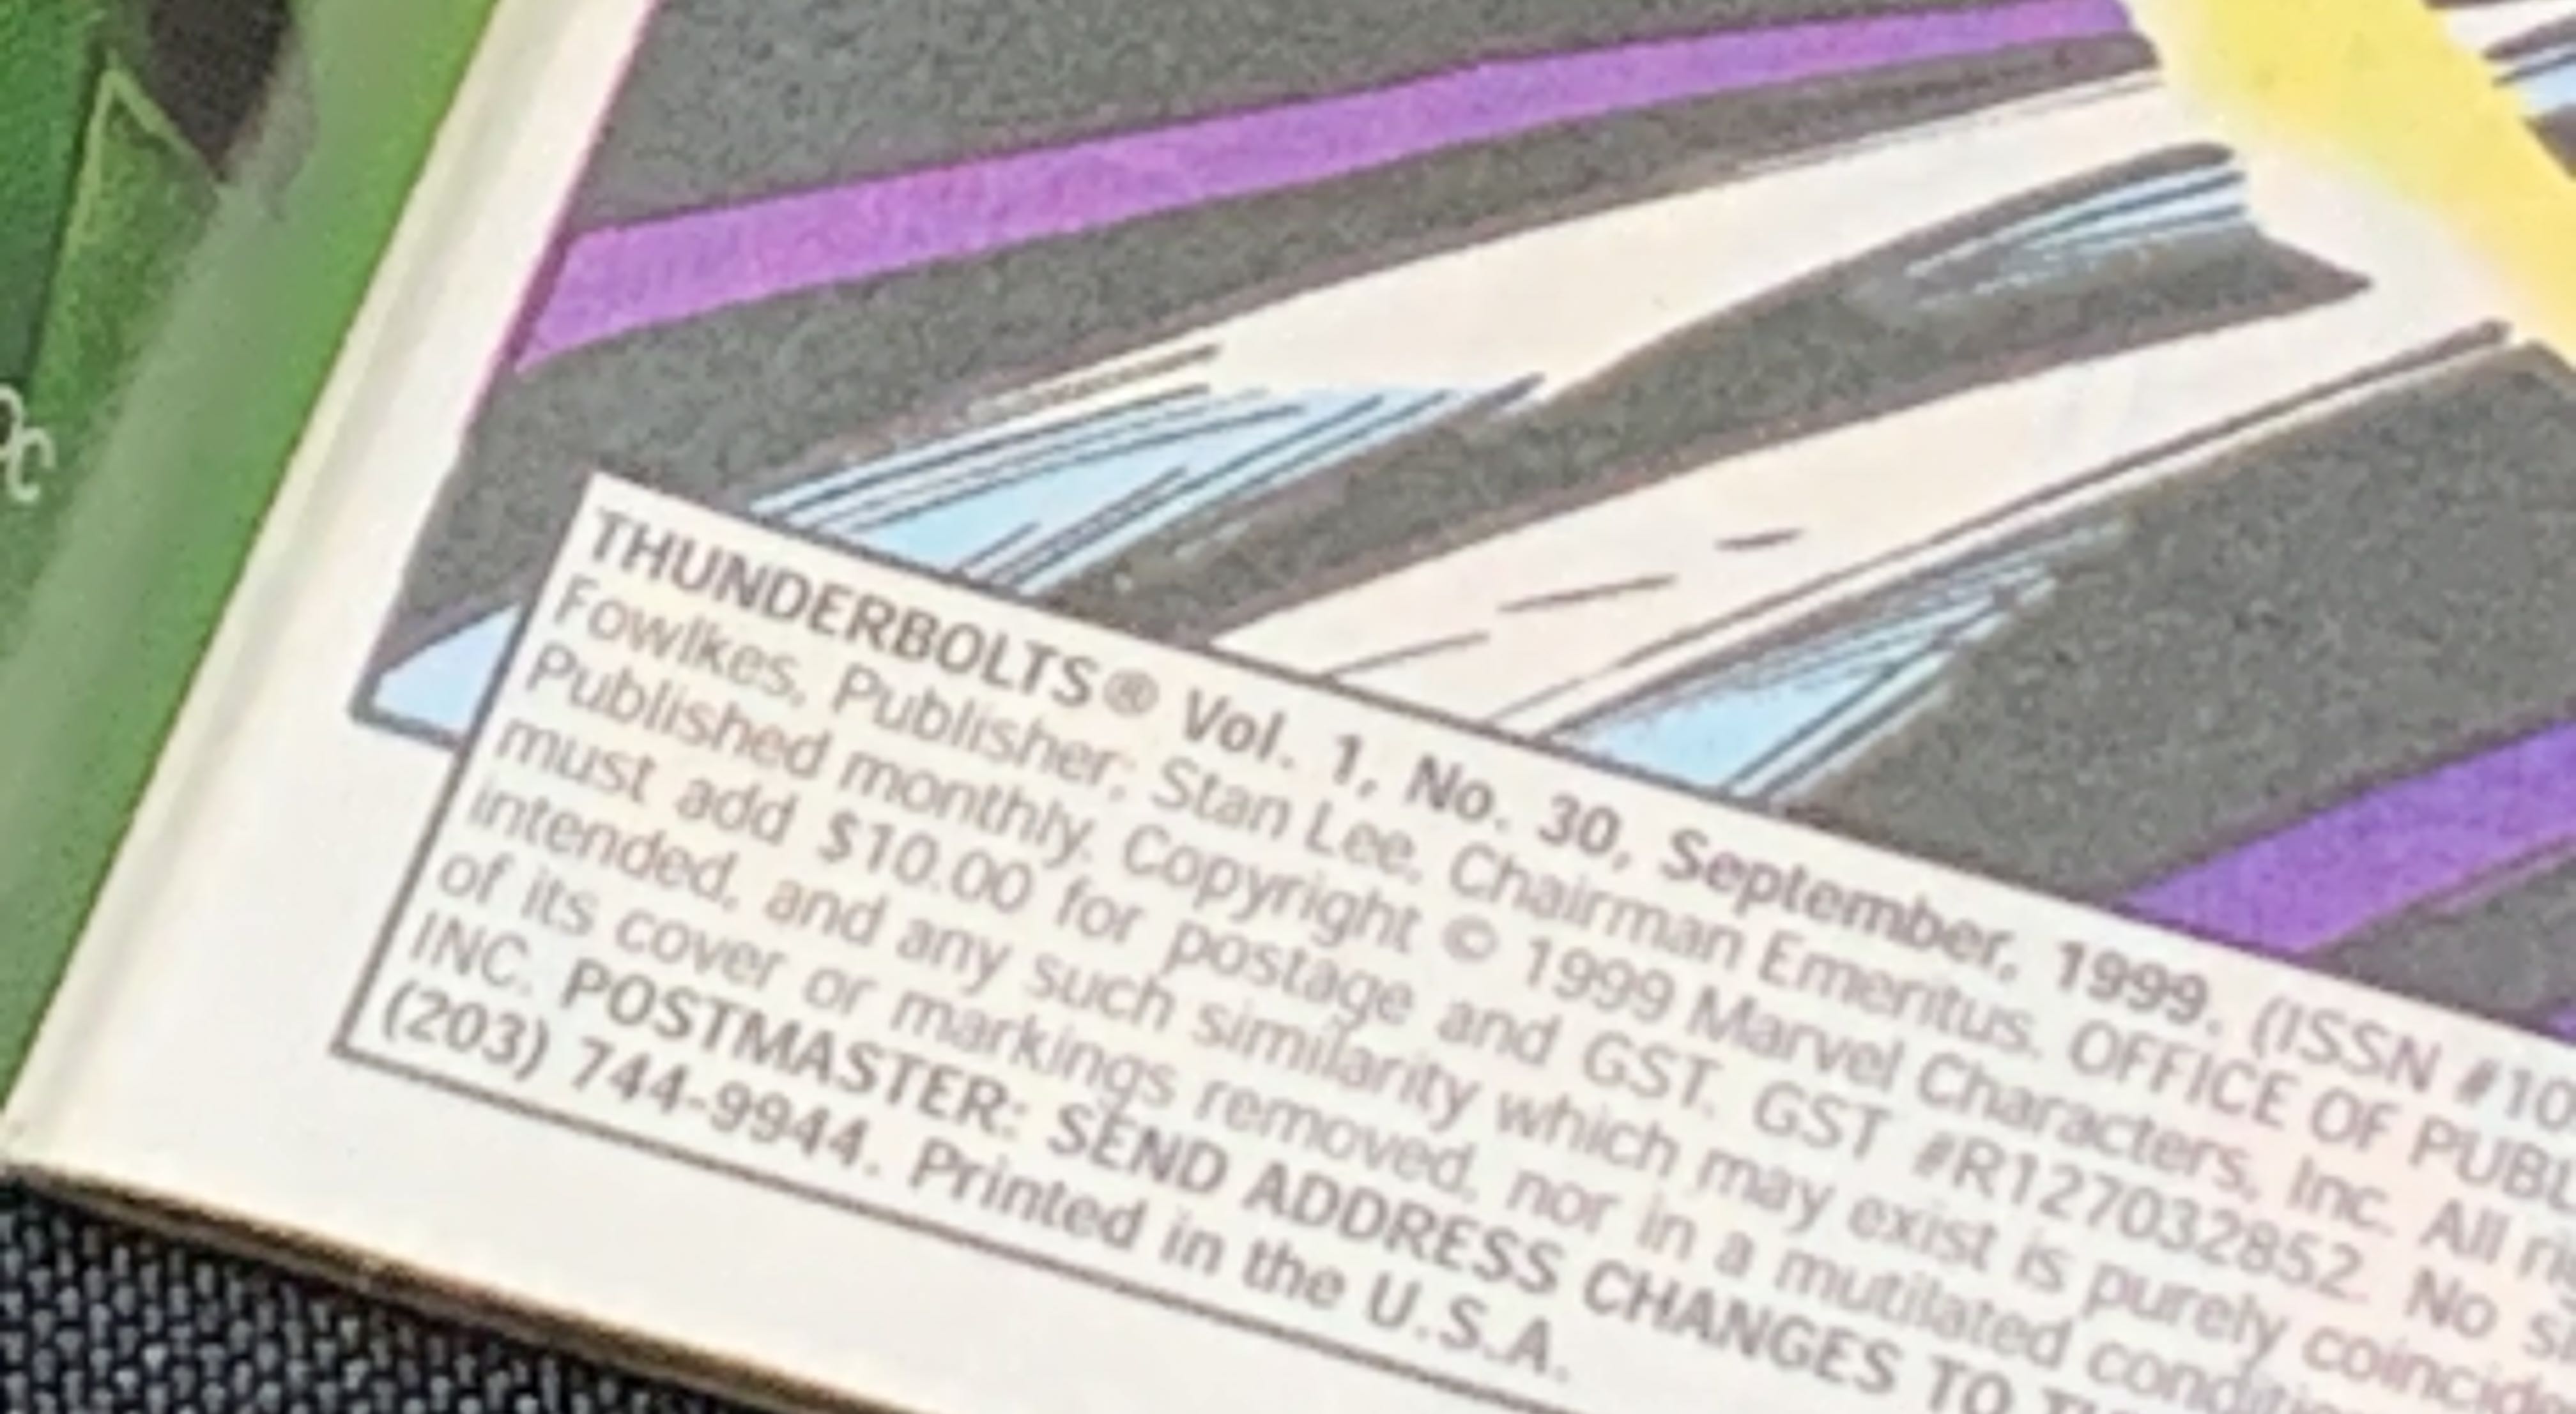 THUNDERBOLTS® Vol. 1, No. 30, September, 1999. (ISSN #10
Fowlkes, Publisher; Stan Lee, Chairman Emeritus. OFFICE OF PUBL
Published monthly. Copyright © 1999 Marvel Characters, Inc. All ri
must add $10.00 for postage and GST. GST #R127032852. No si
intended, and any such similarity which may exist is purely coincide
of its cover or markings removed, nor in a mutilated conditi
INC. POSTMASTER: SEND ADDRESS CHANGES TO
(203) 744-9944. Printed in the U.S.A.